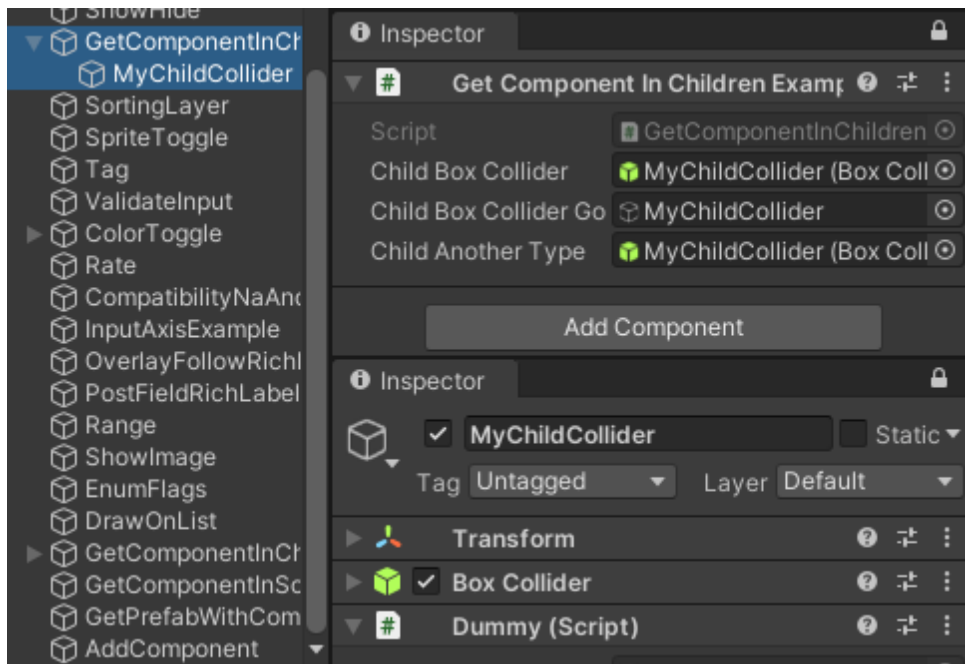 ShowHide
GetComponentInCh
MyChildCollider
SortingLayer
SpriteToggle
Tag
ValidateInput
ColorToggle
Rate
CompatibilityNaAnd
InputAxisExample
OverlayFollowRichl
PostFieldRichLabel
Range
ShowImage
EnumFlags
DrawOnList
GetComponentInCh
GetComponentInSc
GetPrefabWithCom
AddComponent
Inspector
Get Component In Children Examp
Script GetComponentInChildren
Child Box Collider MyChildCollider (Box Coll
Child Box Collider Go MyChildCollider
Child Another Type MyChildCollider (Box Coll
Add Component
Inspector
MyChildCollider Static
Tag Untagged Layer Default
Transform
Box Collider
Dummy (Script)